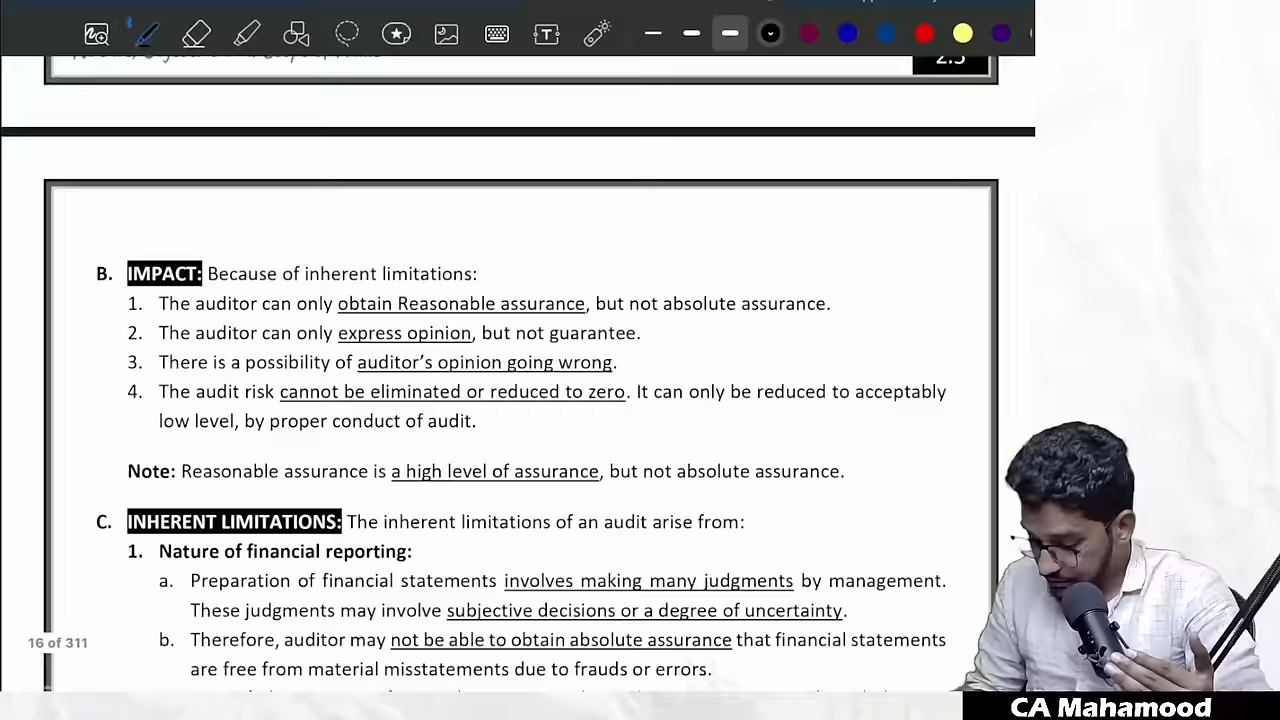 2.3
B. IMPACT: Because of inherent limitations:
1. The auditor can only obtain Reasonable assurance, but not absolute assurance.
2. The auditor can only express opinion, but not guarantee.
3. There is a possibility of auditor’s opinion going wrong.
4. The audit risk cannot be eliminated or reduced to zero. It can only be reduced to acceptably
low level, by proper conduct of audit.
Note: Reasonable assurance is a high level of assurance, but not absolute assurance.
C. INHERENT LIMITATIONS: The inherent limitations of an audit arise from:
1. Nature of financial reporting:
a. Preparation of financial statements involves making many judgments by management.
These judgments may involve subjective decisions or a degree of uncertainty.
16 of 311
b. Therefore, auditor may not be able to obtain absolute assurance that financial statements
are free from material misstatements due to frauds or errors.
CA Mahamood